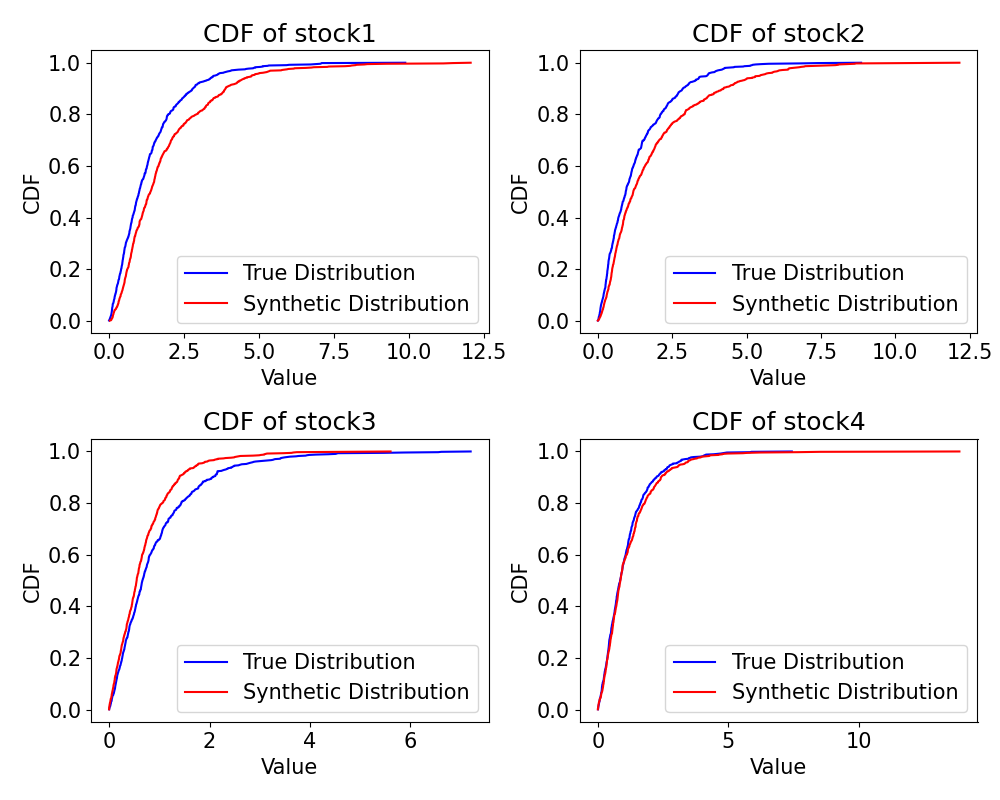 CDF of stock1
1.0
0.8
0.6
0.4
0.2
0.0
CDF
True Distribution
Synthetic Distribution
0.0 2.5 5.0 7.5 10.0 12.5
Value
CDF of stock2
1.0
0.8
0.6
0.4
0.2
0.0
CDF
True Distribution
Synthetic Distribution
0.0 2.5 5.0 7.5 10.0 12.5
Value
CDF of stock3
1.0
0.8
0.6
0.4
0.2
0.0
CDF
True Distribution
Synthetic Distribution
0 2 4 6
Value
CDF of stock4
1.0
0.8
0.6
0.4
0.2
0.0
CDF
True Distribution
Synthetic Distribution
0 5 10
Value